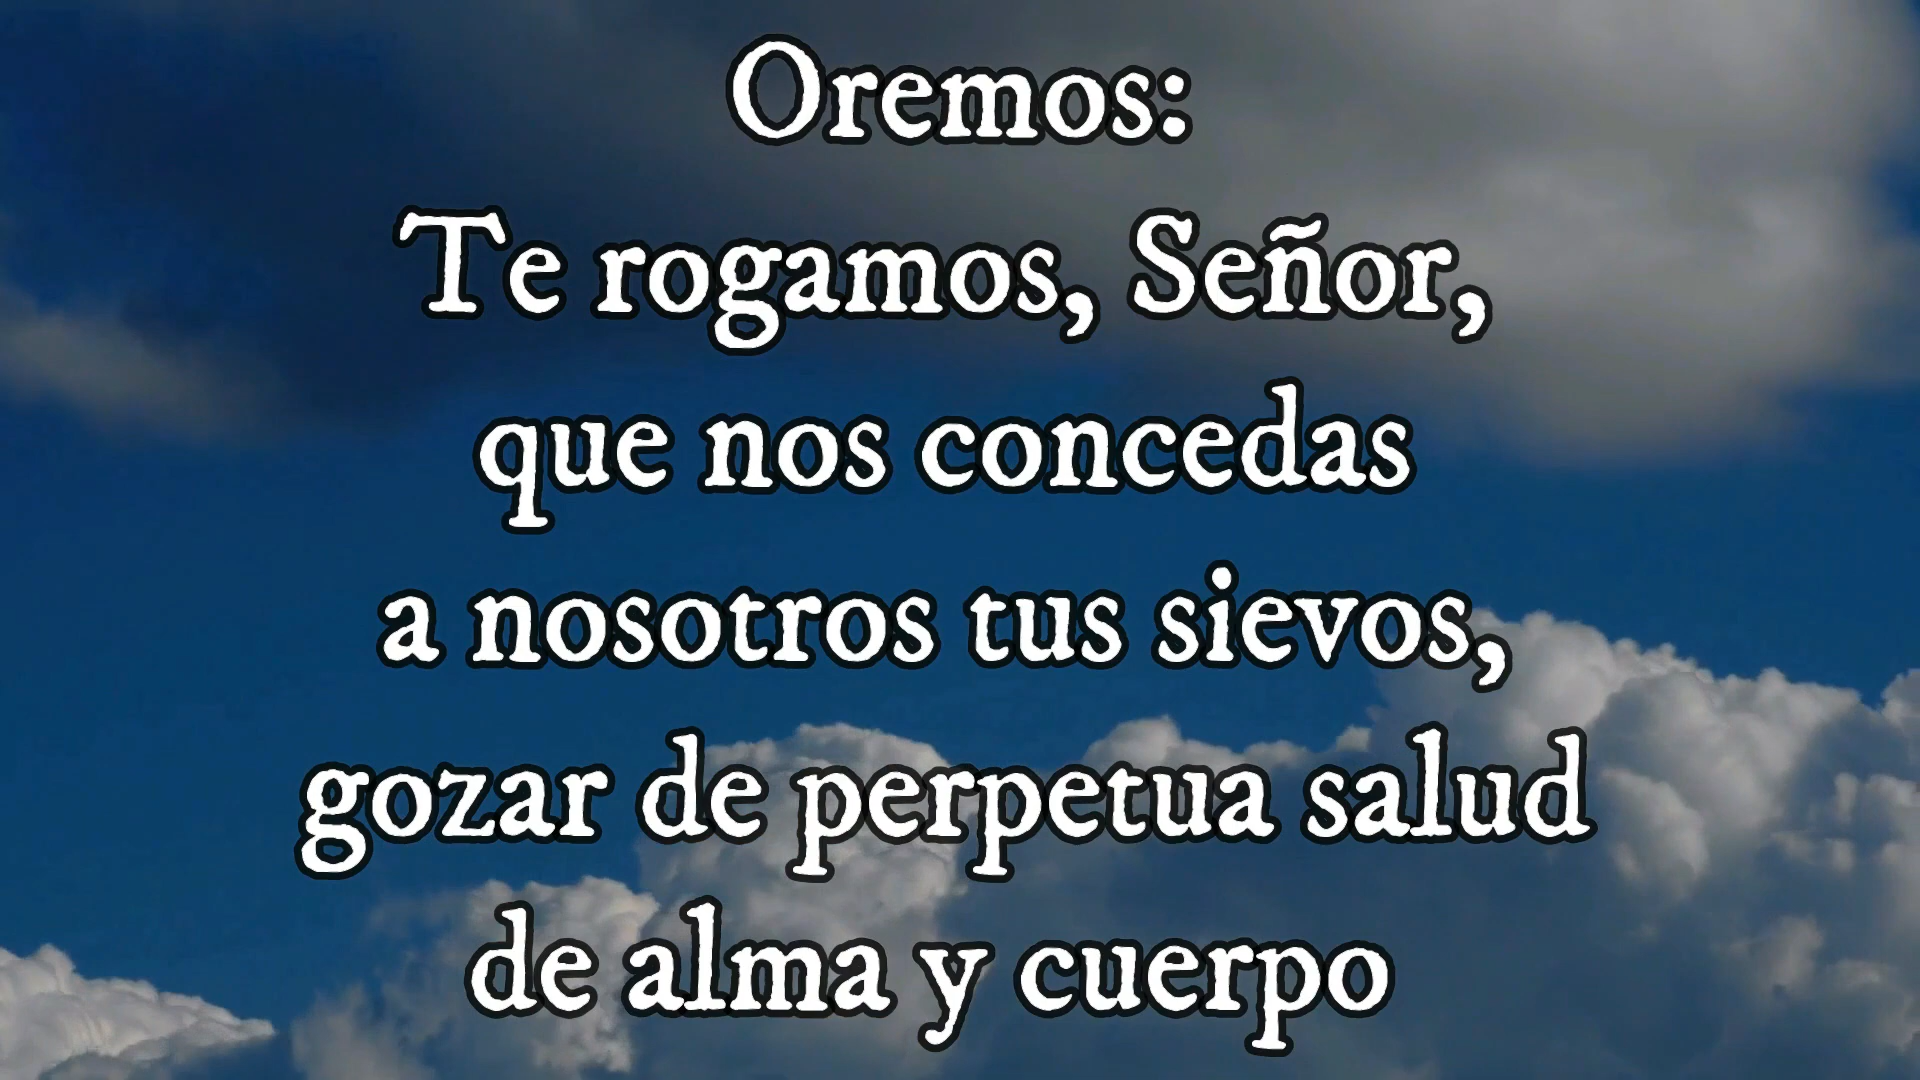 Oremos:
Te rogamos, Señor,
que nos concedas
a nosotros tus sievos,
gozar de perpetua salud
de alma y cuerpo